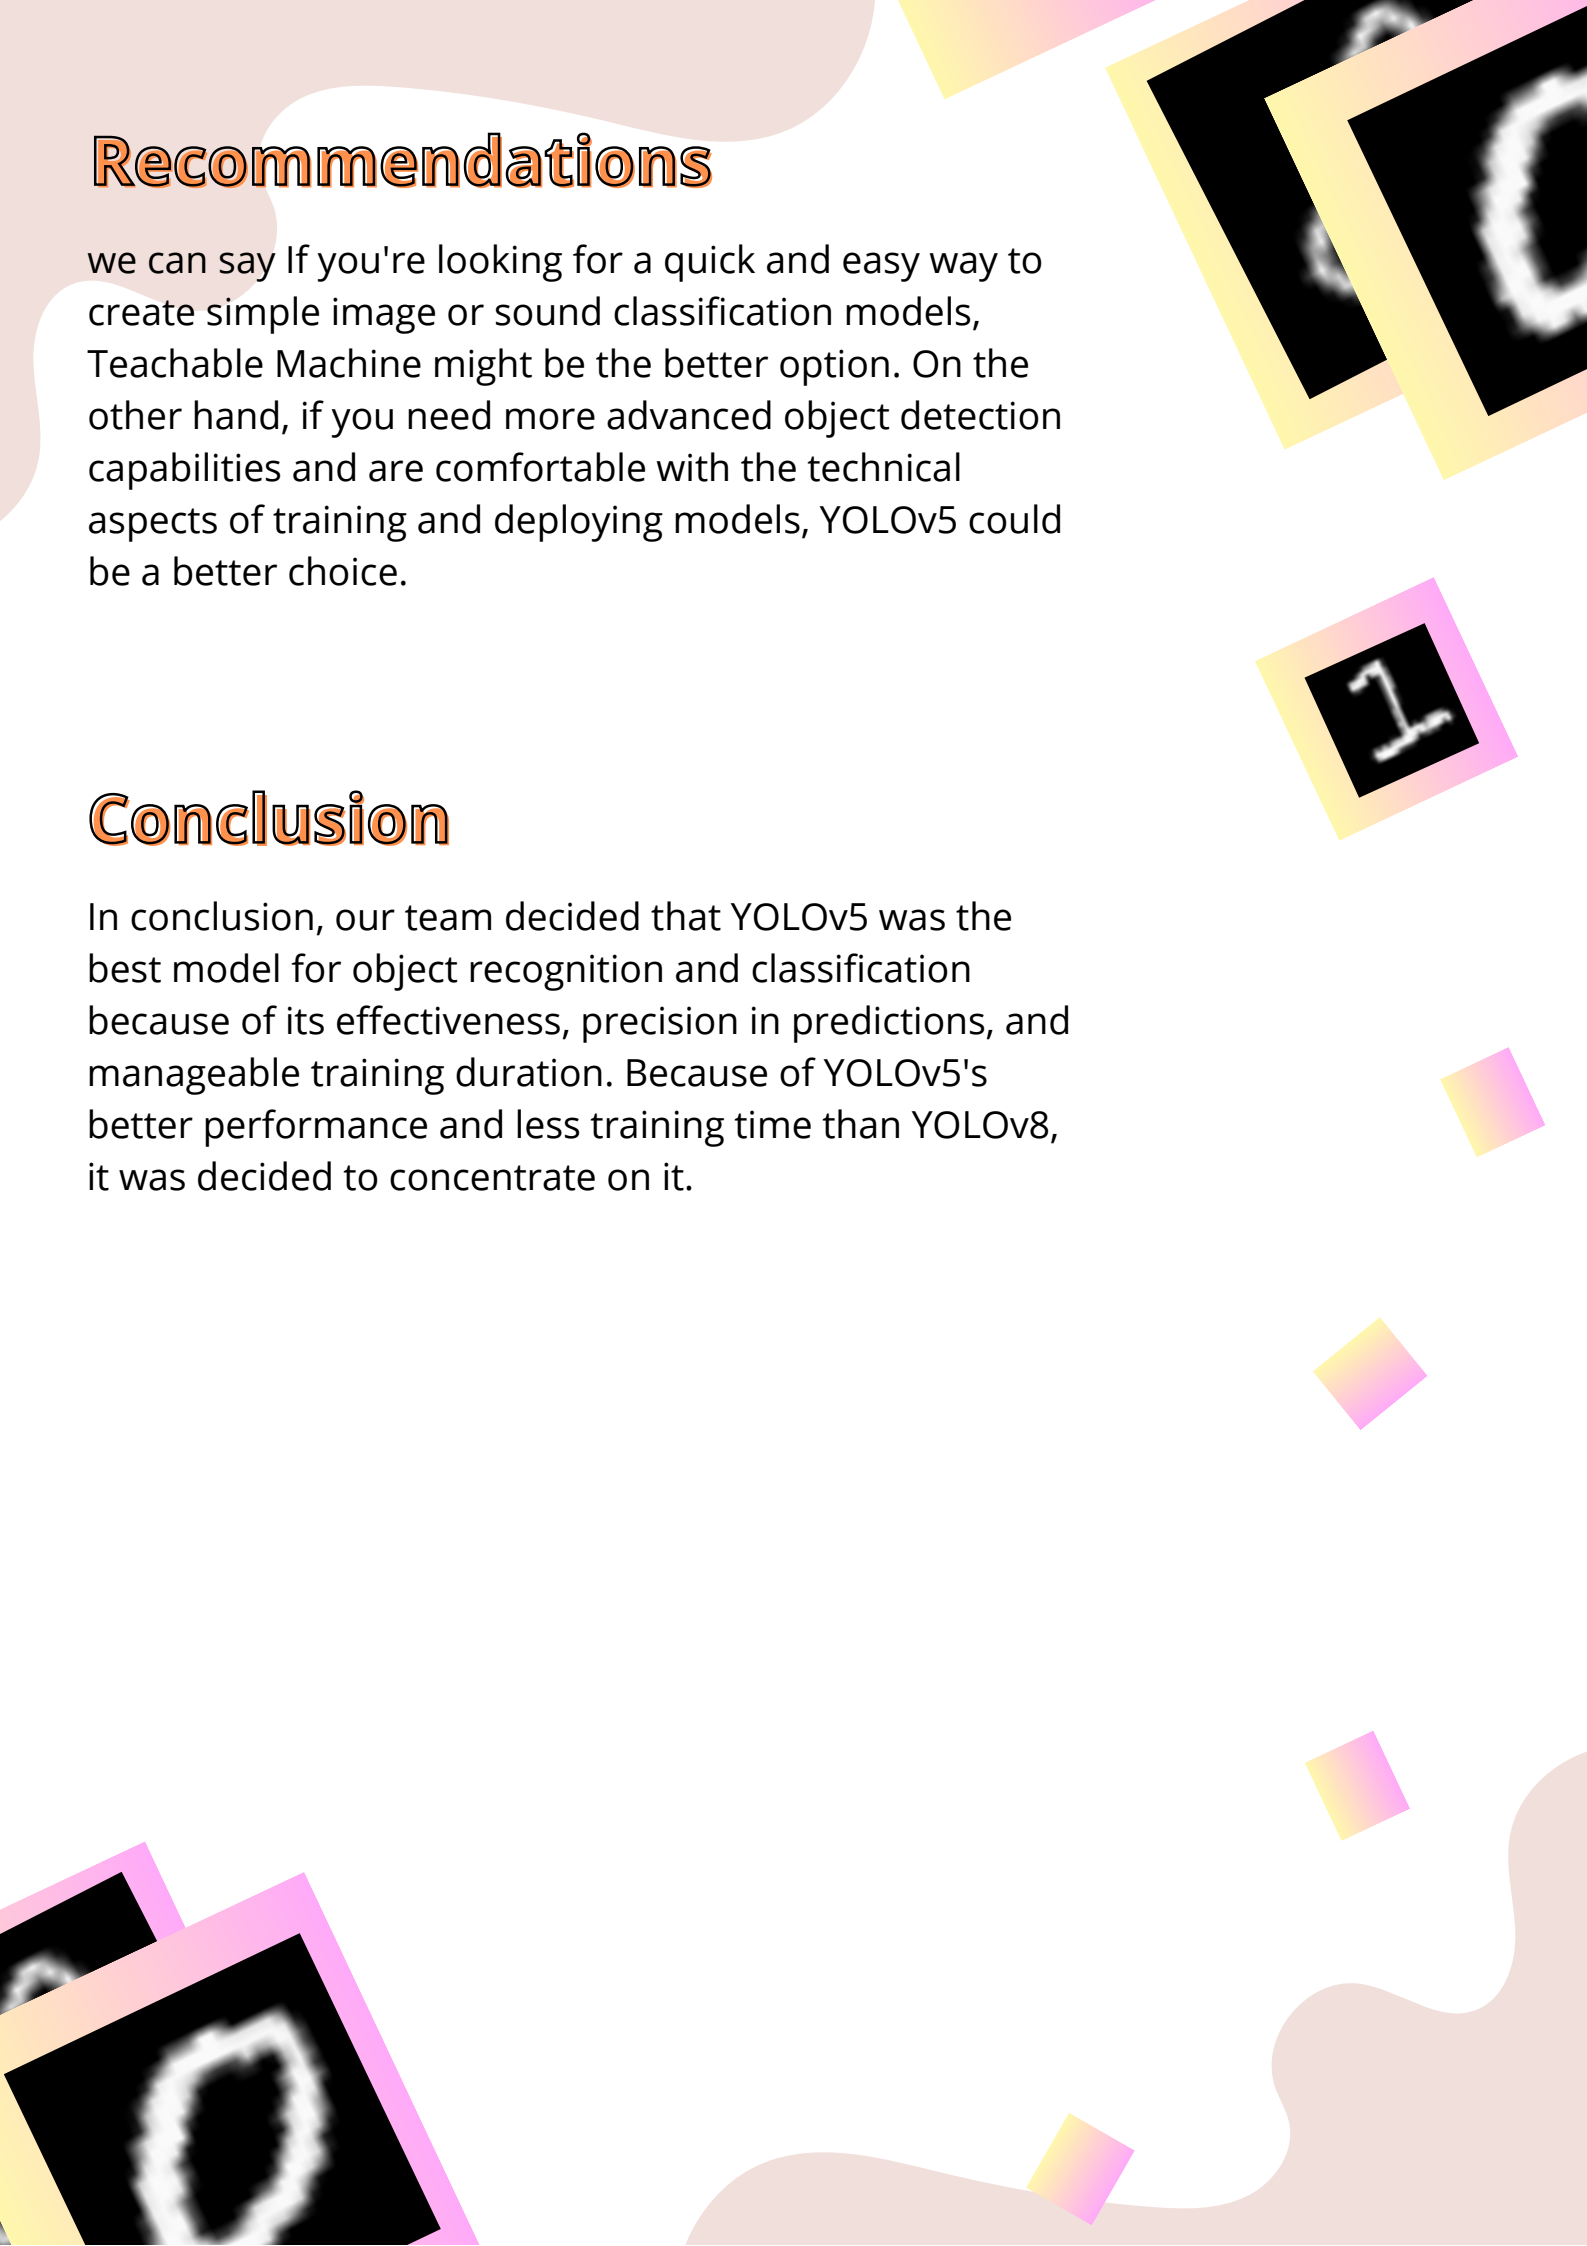 Recommendations
we can say If you're looking for a quick and easy way to
create simple image or sound classification models,
Teachable Machine might be the better option. On the
other hand, if you need more advanced object detection
capabilities and are comfortable with the technical
aspects of training and deploying models, YOLOv5 could
be a better choice.
1
Conclusion
In conclusion, our team decided that YOLOv5 was the
best model for object recognition and classification
because of its effectiveness, precision in predictions, and
manageable training duration. Because of YOLOv5's
better performance and less training time than YOLOv8,
it was decided to concentrate on it.
0